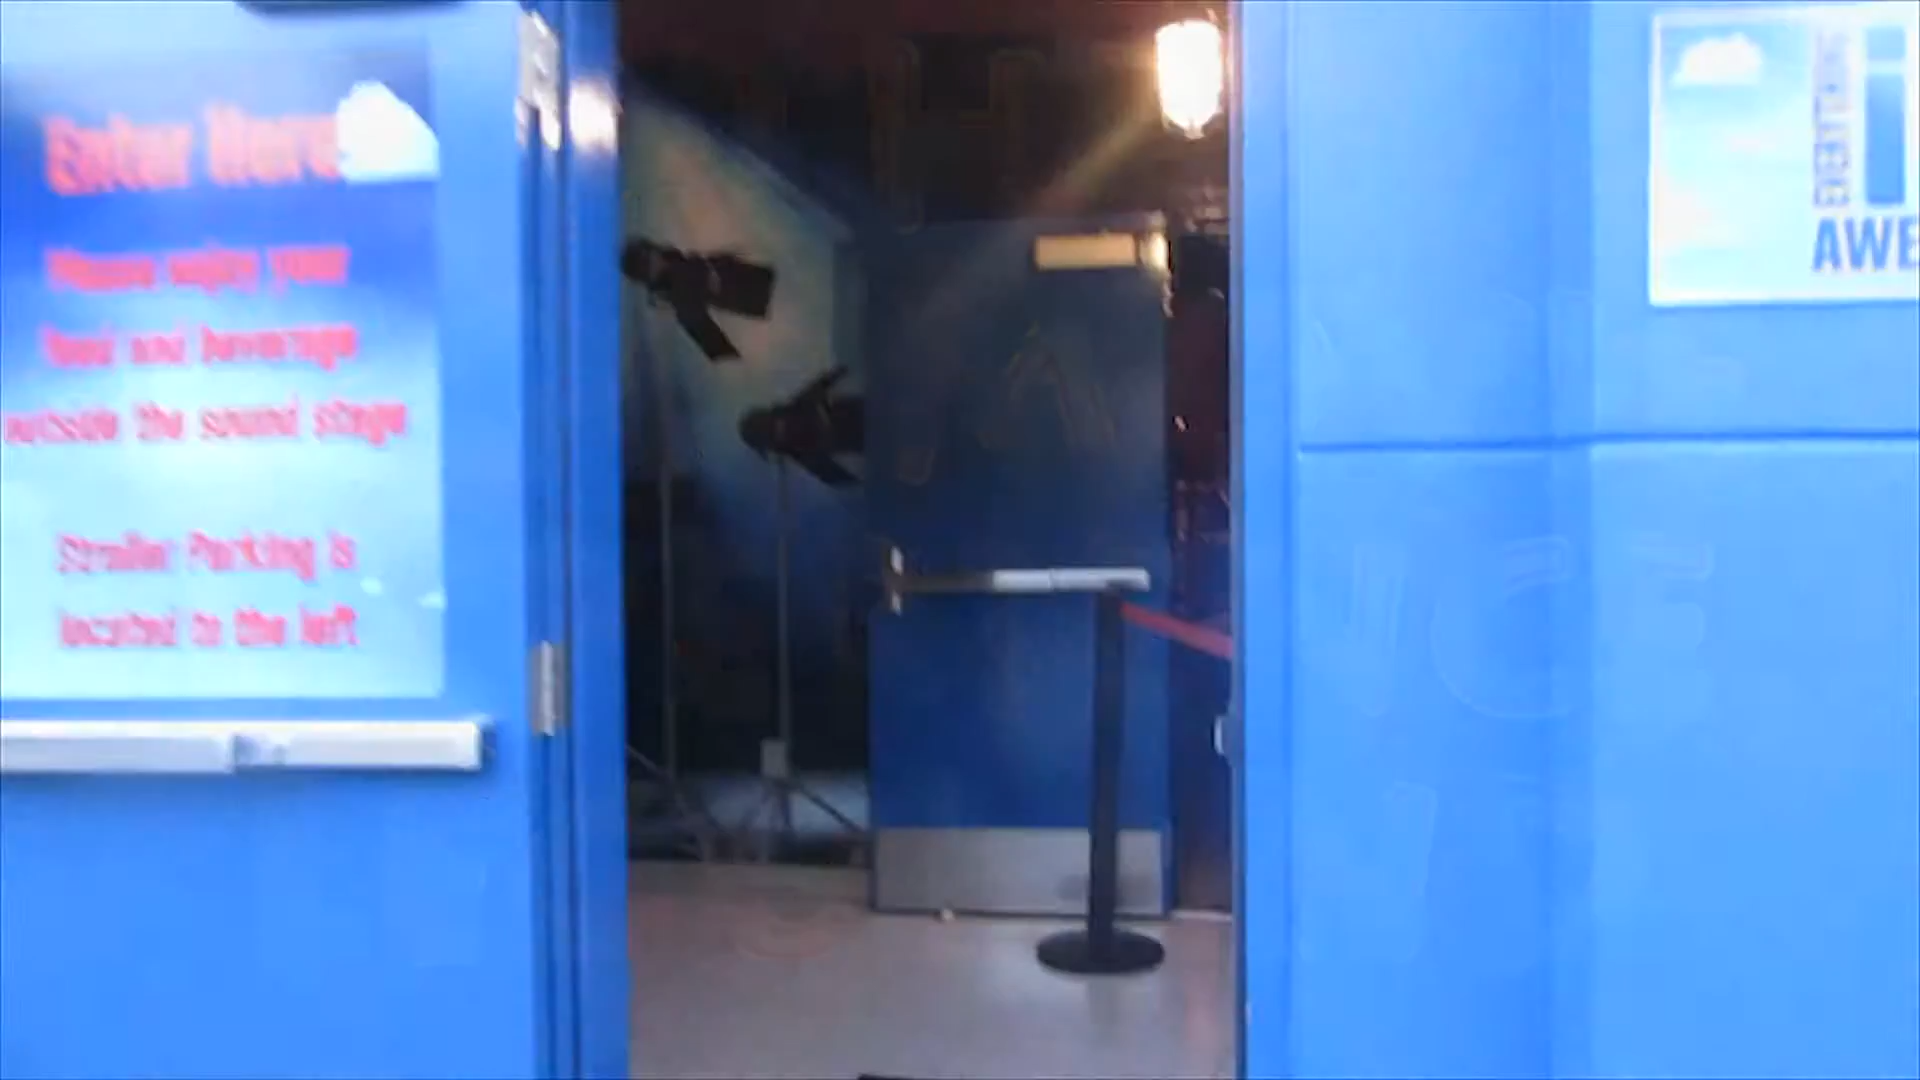 Enter Here
Please enjoy your
food and beverage
outside the sound stage
Stroller Parking is
located to the left
EVERYTHING
i
AWE